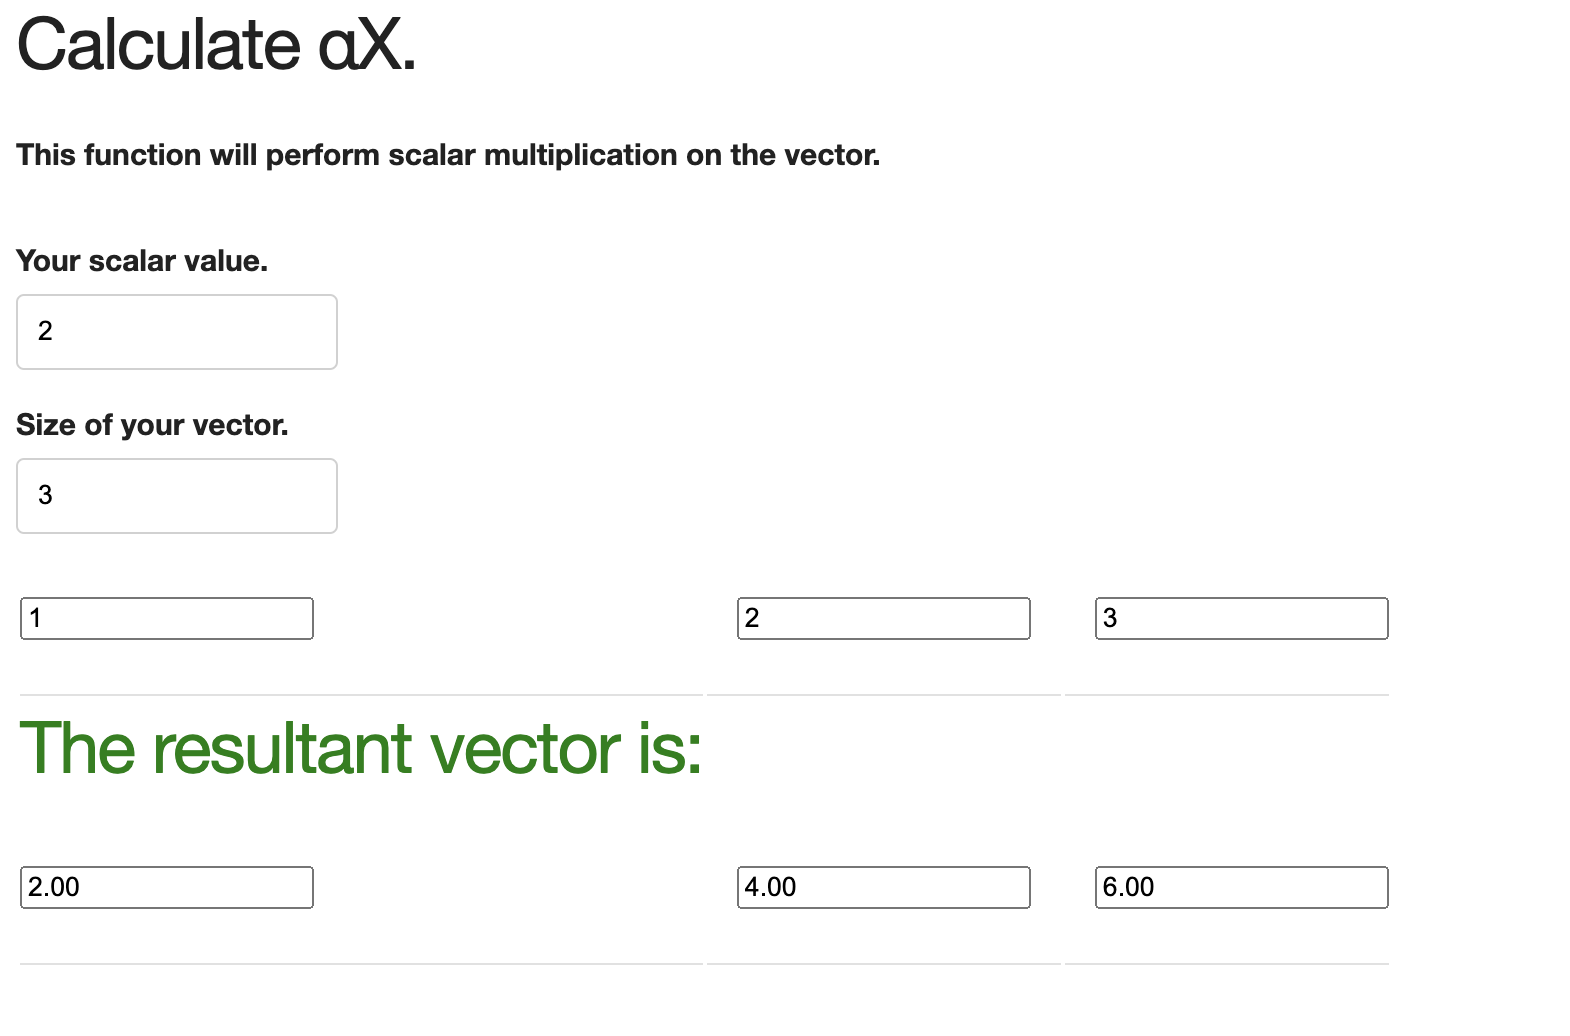 Calculate αX.
This function will perform scalar multiplication on the vector.
Your scalar value.
2
Size of your vector.
3
1 2 3
The resultant vector is:
2.00 4.00 6.00